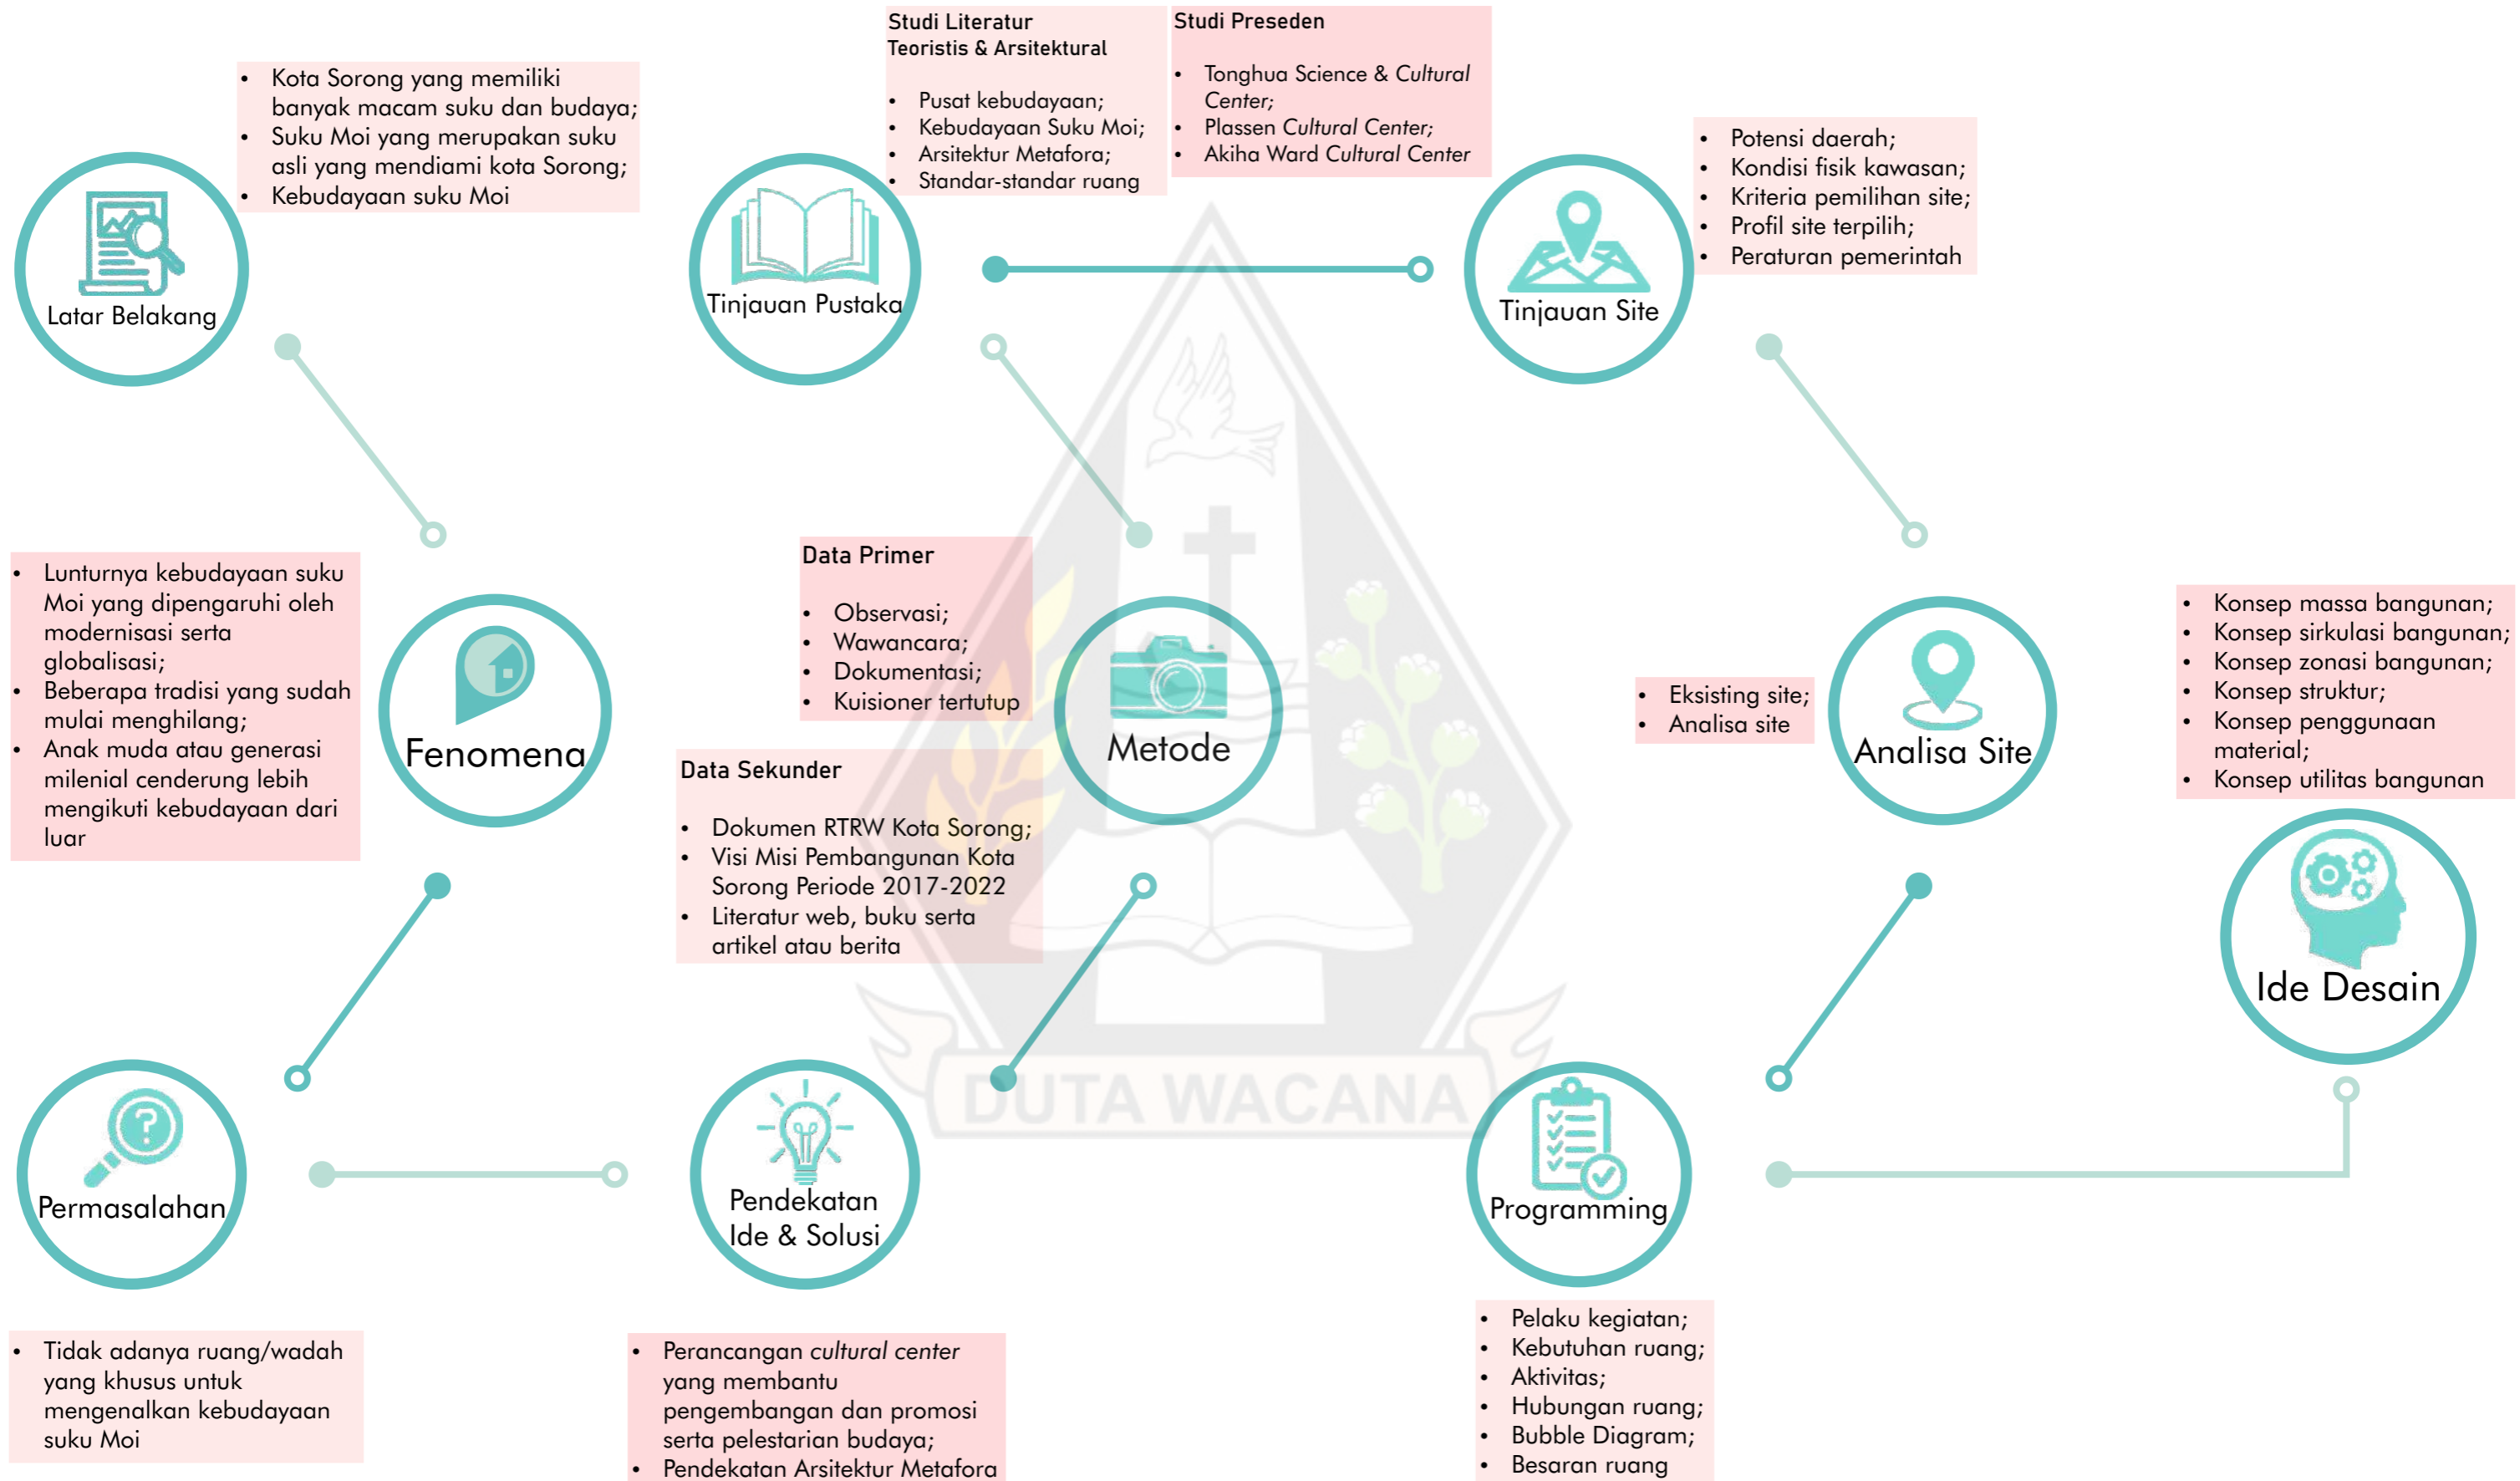 • Kota Sorong yang memiliki
banyak macam suku dan budaya;
• Suku Moi yang merupakan suku
asli yang mendiami kota Sorong;
• Kebudayaan suku Moi
Latar Belakang
• Lunturnya kebudayaan suku
Moi yang dipengaruhi oleh
modernisasi serta
globalisasi;
• Beberapa tradisi yang sudah
mulai menghilang;
• Anak muda atau generasi
milenial cenderung lebih
mengikuti kebudayaan dari
luar
Fenomena
Permasalahan
• Tidak adanya ruang/wadah
yang khusus untuk
mengenalkan kebudayaan
suku Moi
Pendekatan
Ide & Solusi
• Perancangan cultural center
yang membantu
pengembangan dan promosi
serta pelestarian budaya;
• Pendekatan Arsitektur Metafora
Data Primer
• Observasi;
• Wawancara;
• Dokumentasi;
• Kuisioner tertutup
Data Sekunder
• Dokumen RTRW Kota Sorong;
• Visi Misi Pembangunan Kota
Sorong Periode 2017-2022
• Literatur web, buku serta
artikel atau berita
Metode
Studi Literatur
Teoristis & Arsitektural
• Pusat kebudayaan;
• Kebudayaan Suku Moi;
• Arsitektur Metafora;
• Standar-standar ruang
Studi Preseden
• Tonghua Science & Cultural
Center;
• Plassen Cultural Center;
• Akiha Ward Cultural Center
Tinjauan Pustaka
• Potensi daerah;
• Kondisi fisik kawasan;
• Kriteria pemilihan site;
• Profil site terpilih;
• Peraturan pemerintah
Tinjauan Site
• Eksisting site;
• Analisa site
Analisa Site
Programming
• Pelaku kegiatan;
• Kebutuhan ruang;
• Aktivitas;
• Hubungan ruang;
• Bubble Diagram;
• Besaran ruang
• Konsep massa bangunan;
• Konsep sirkulasi bangunan;
• Konsep zonasi bangunan;
• Konsep struktur;
• Konsep penggunaan
material;
• Konsep utilitas bangunan
Ide Desain
DUTA WACANA